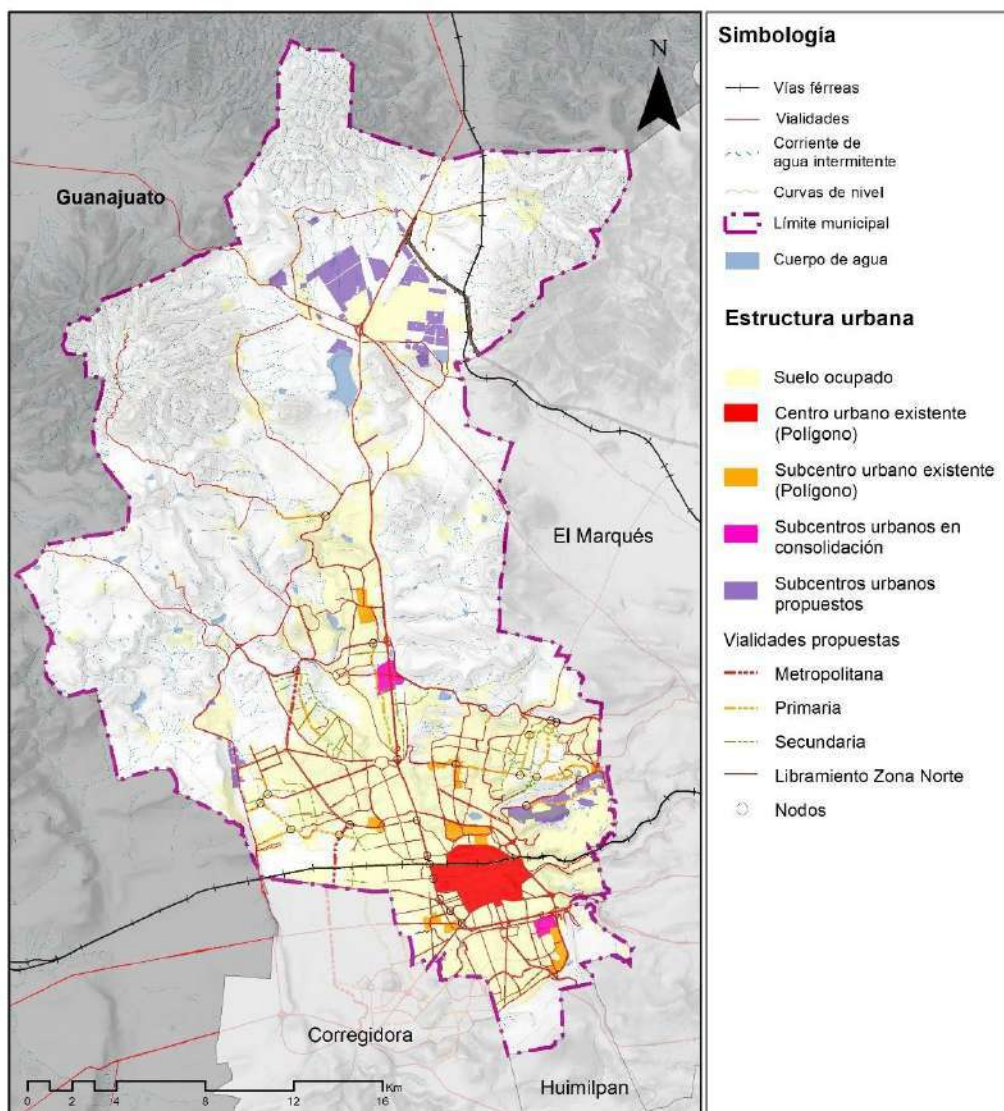 N
Guanajuato
El Marqués
Corregidora
Huimilpan
0 2 4 8 12 16 Km
Simbología
Vías férreas
Vialidades
Corriente de
agua intermitente
Curvas de nivel
Límite municipal
Cuerpo de agua
Estructura urbana
Suelo ocupado
Centro urbano existente
(Polígono)
Subcentro urbano existente
(Polígono)
Subcentros urbanos en
consolidación
Subcentros urbanos
propuestos
Vialidades propuestas
Metropolitana
Primaria
Secundaria
Libramiento Zona Norte
Nodos